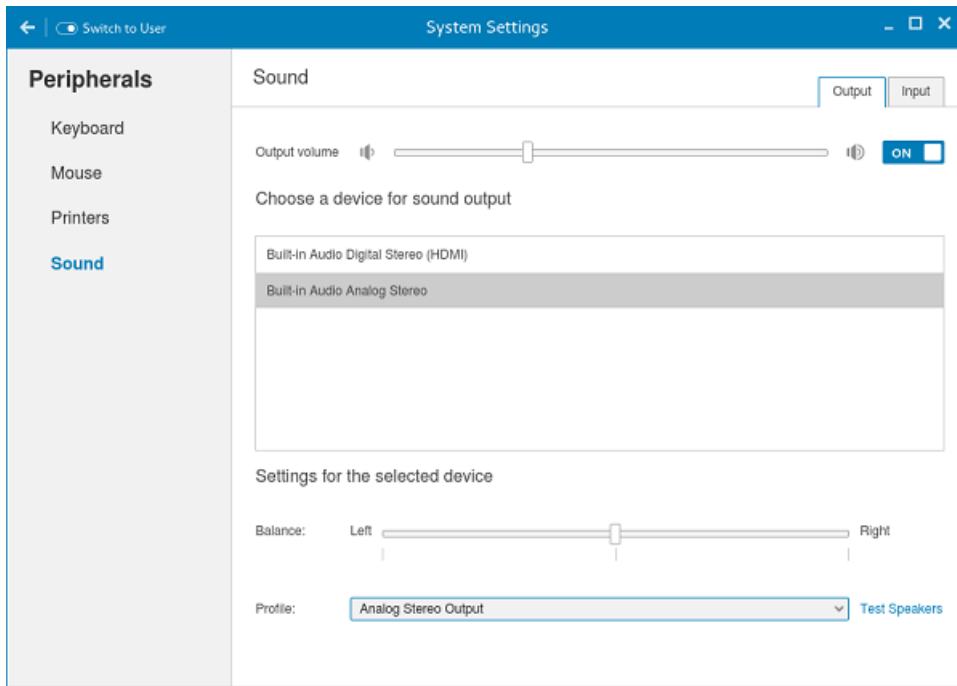 Switch to User
System Settings
Peripherals
Keyboard
Mouse
Printers
Sound
Sound
Output
Input
Output volume
ON
Choose a device for sound output
Built-in Audio Digital Stereo (HDMI)
Built-in Audio Analog Stereo
Settings for the selected device
Balance:
Left
Right
Profile:
Analog Stereo Output
Test Speakers